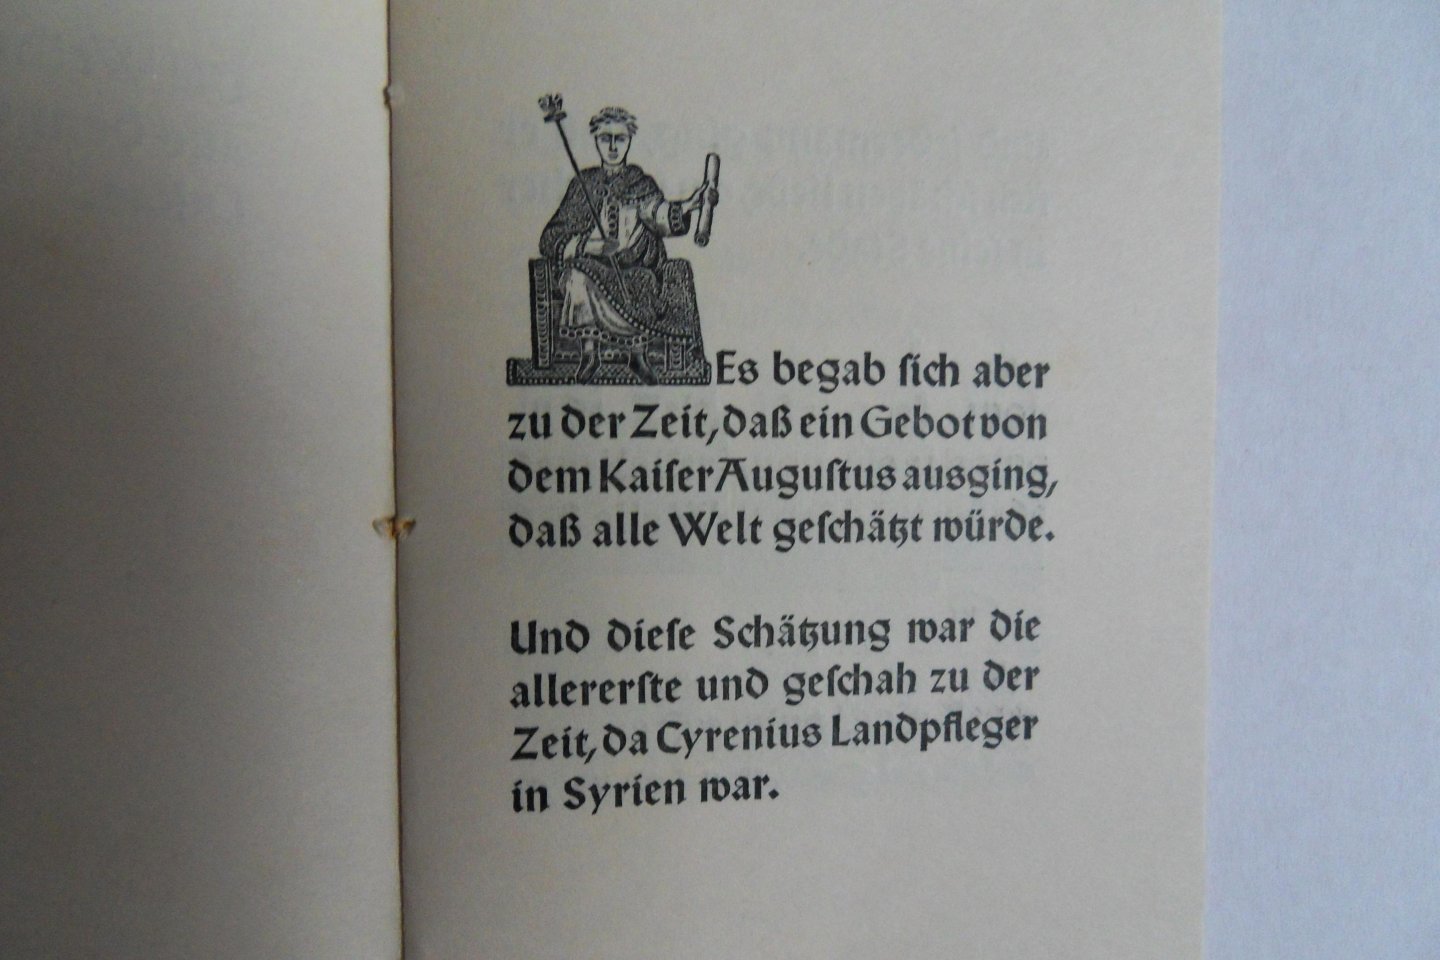 Es begab ſich aber
zu der Zeit, daß ein Gebot von
dem Kaiſer Auguſtus ausging,
daß alle Welt geſchätzt würde.
Und dieſe Schätzung war die
allererſte und geſchah zu der
Zeit, da Cyrenius Landpfleger
in Syrien war.